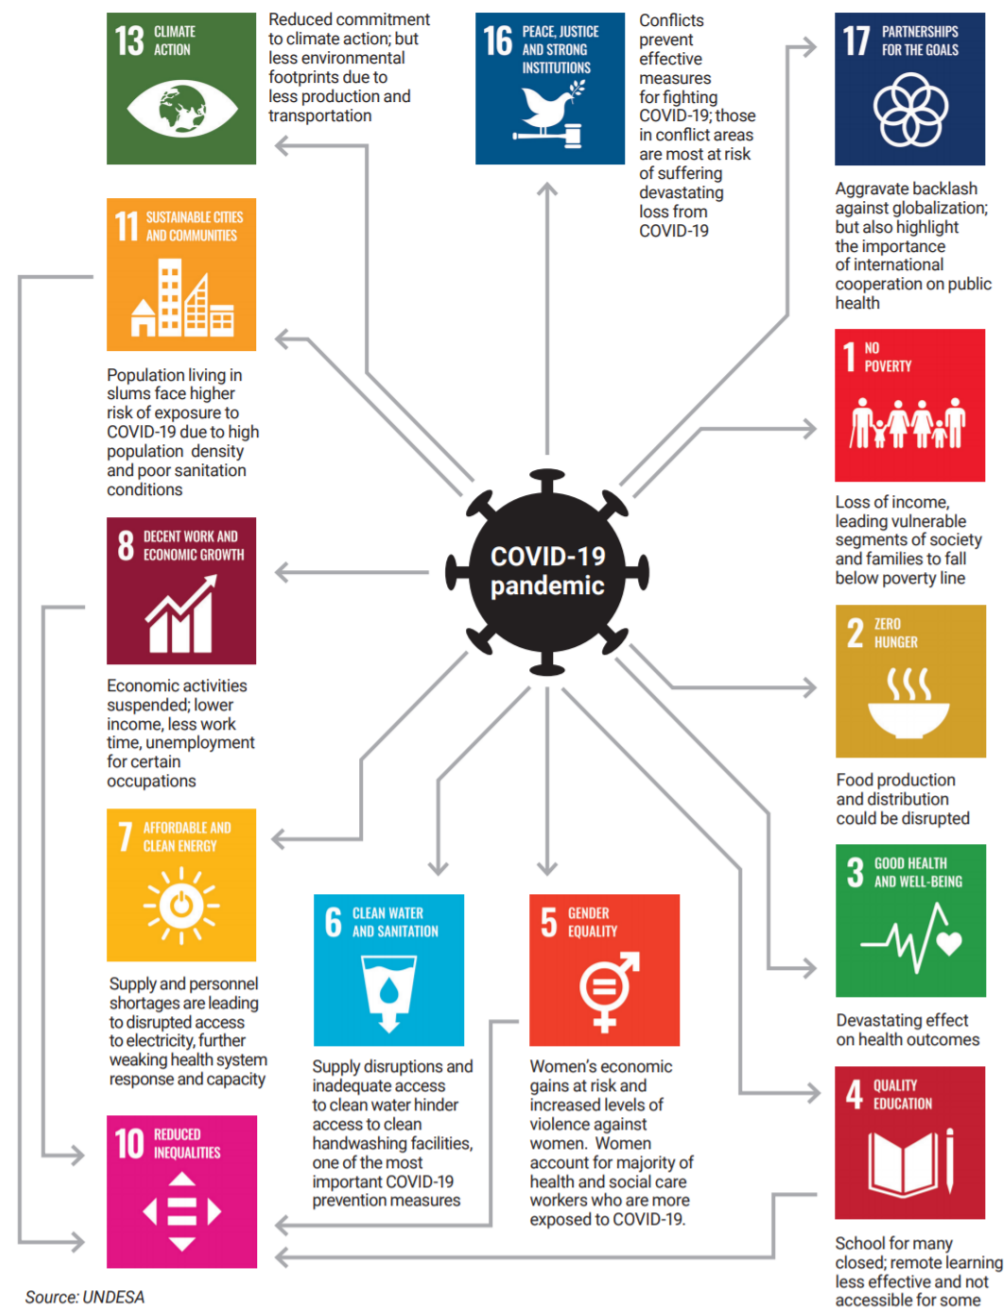 13 CLIMATE
ACTION
Reduced commitment
to climate action; but
less environmental
footprints due to
less production and
transportation
16 PEACE, JUSTICE
AND STRONG
INSTITUTIONS
Conflicts
prevent
effective
measures
for fighting
COVID-19; those
in conflict areas
are most at risk
of suffering
devastating
loss from
COVID-19
17 PARTNERSHIPS
FOR THE GOALS
Aggravate backlash
against globalization;
but also highlight
the importance
of international
cooperation on public
health
11 SUSTAINABLE CITIES
AND COMMUNITIES
Population living in
slums face higher
risk of exposure to
COVID-19 due to high
population density
and poor sanitation
conditions
1 NO
POVERTY
Loss of income,
leading vulnerable
segments of society
and families to fall
below poverty line
COVID-19
pandemic
8 DECENT WORK AND
ECONOMIC GROWTH
Economic activities
suspended; lower
income, less work
time, unemployment
for certain
occupations
2 ZERO
HUNGER
Food production
and distribution
could be disrupted
7 AFFORDABLE AND
CLEAN ENERGY
Supply and personnel
shortages are leading
to disrupted access
to electricity, further
weaking health system
response and capacity
6 CLEAN WATER
AND SANITATION
Supply disruptions and
inadequate access
to clean water hinder
access to clean
handwashing facilities,
one of the most
important COVID-19
prevention measures
5 GENDER
EQUALITY
Women's economic
gains at risk and
increased levels of
violence against
women. Women
account for majority of
health and social care
workers who are more
exposed to COVID-19.
3 GOOD HEALTH
AND WELL-BEING
Devastating effect
on health outcomes
4 QUALITY
EDUCATION
School for many
closed; remote learning
less effective and not
accessible for some
10 REDUCED
INEQUALITIES
Source: UNDESA